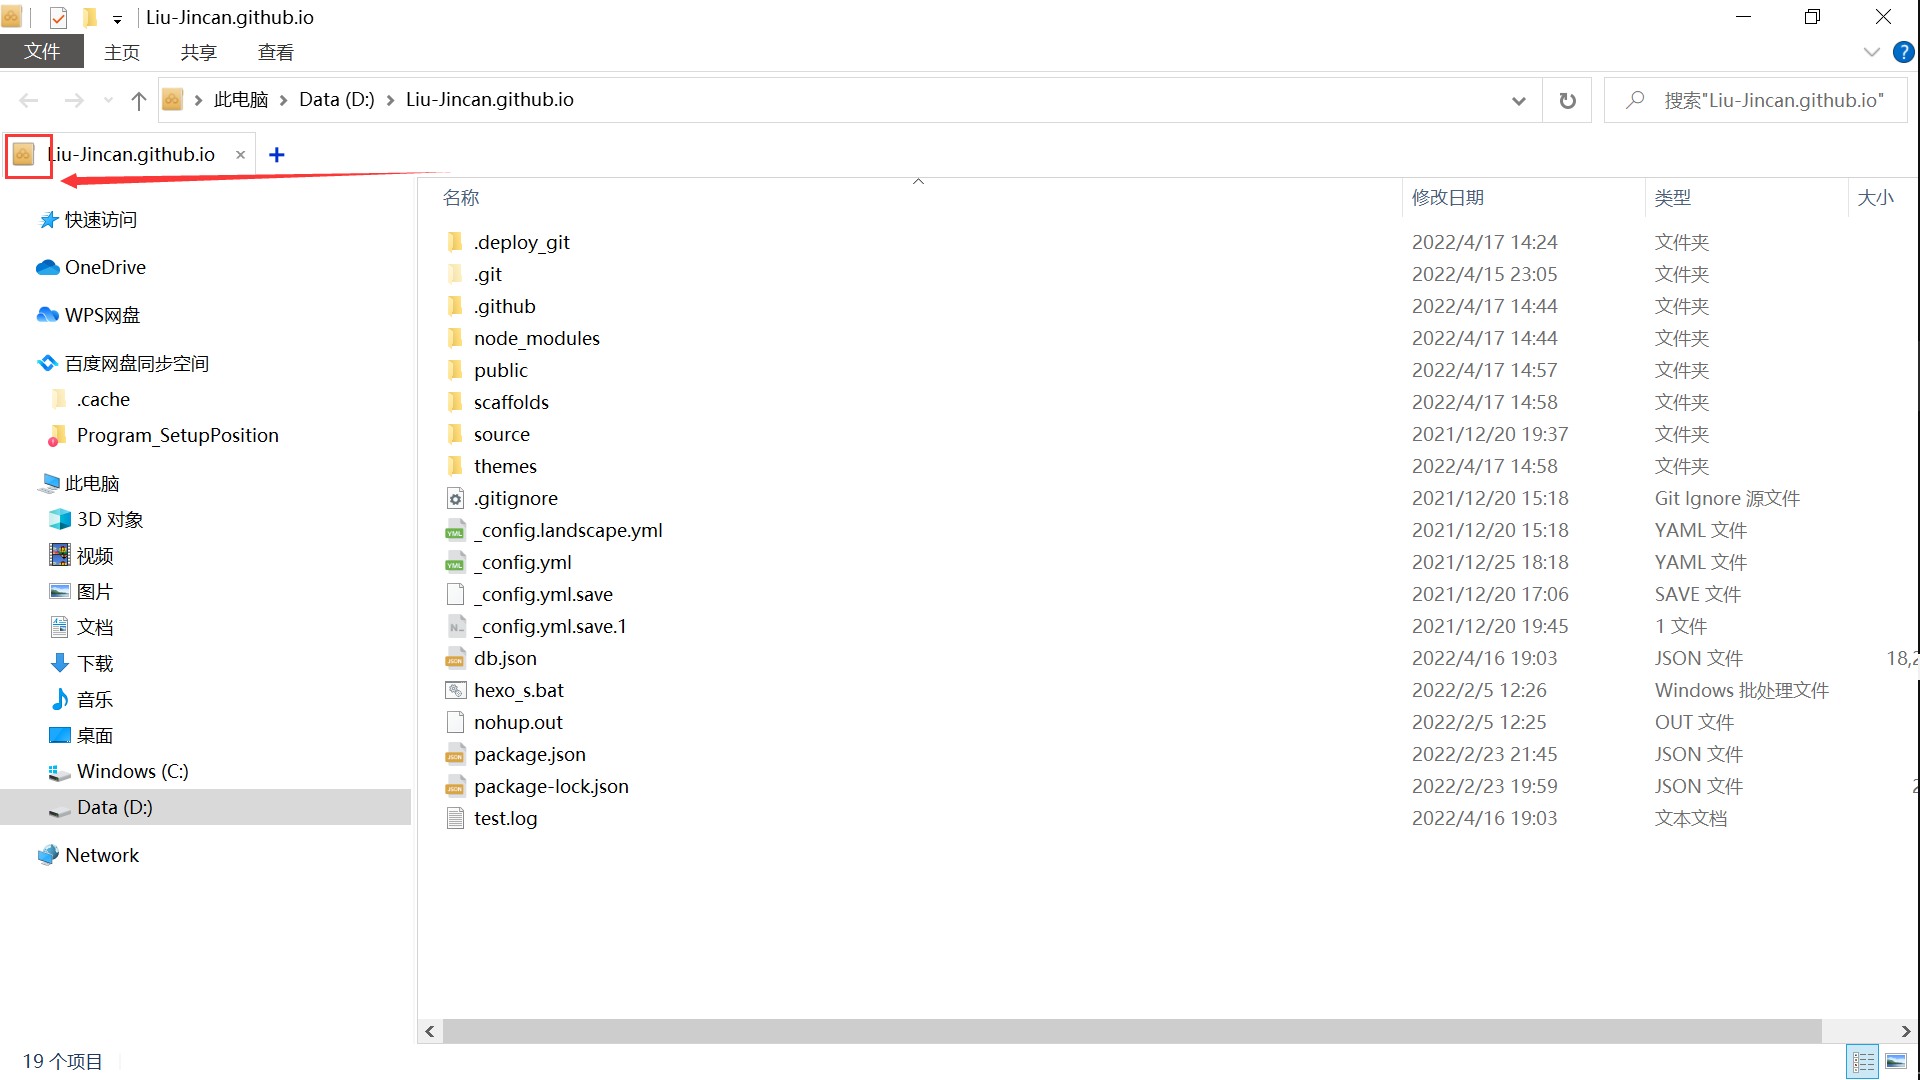 Liu-Jincan.github.io
文件 主页 共享 查看
此电脑 Data (D:) Liu-Jincan.github.io 搜索"Liu-Jincan.github.io"
Liu-Jincan.github.io
名称 修改日期 类型 大小
快速访问
OneDrive
WPS网盘
百度网盘同步空间
.cache
Program_SetupPosition
此电脑
3D 对象
视频
图片
文档
下载
音乐
桌面
Windows (C:)
Data (D:)
Network
.deploy_git 2022/4/17 14:24 文件夹
.git 2022/4/15 23:05 文件夹
.github 2022/4/17 14:44 文件夹
node_modules 2022/4/17 14:44 文件夹
public 2022/4/17 14:57 文件夹
scaffolds 2022/4/17 14:58 文件夹
source 2021/12/20 19:37 文件夹
themes 2022/4/17 14:58 文件夹
.gitignore 2021/12/20 15:18 Git Ignore 源文件
_config.landscape.yml 2021/12/20 15:18 YAML 文件
_config.yml 2021/12/25 18:18 YAML 文件
_config.yml.save 2021/12/20 17:06 SAVE 文件
_config.yml.save.1 2021/12/20 19:45 1 文件
db.json 2022/4/16 19:03 JSON 文件 18,2
hexo_s.bat 2022/2/5 12:26 Windows 批处理文件
nohup.out 2022/2/5 12:25 OUT 文件
package.json 2022/2/23 21:45 JSON 文件
package-lock.json 2022/2/23 19:59 JSON 文件
test.log 2022/4/16 19:03 文本文档
19 个项目